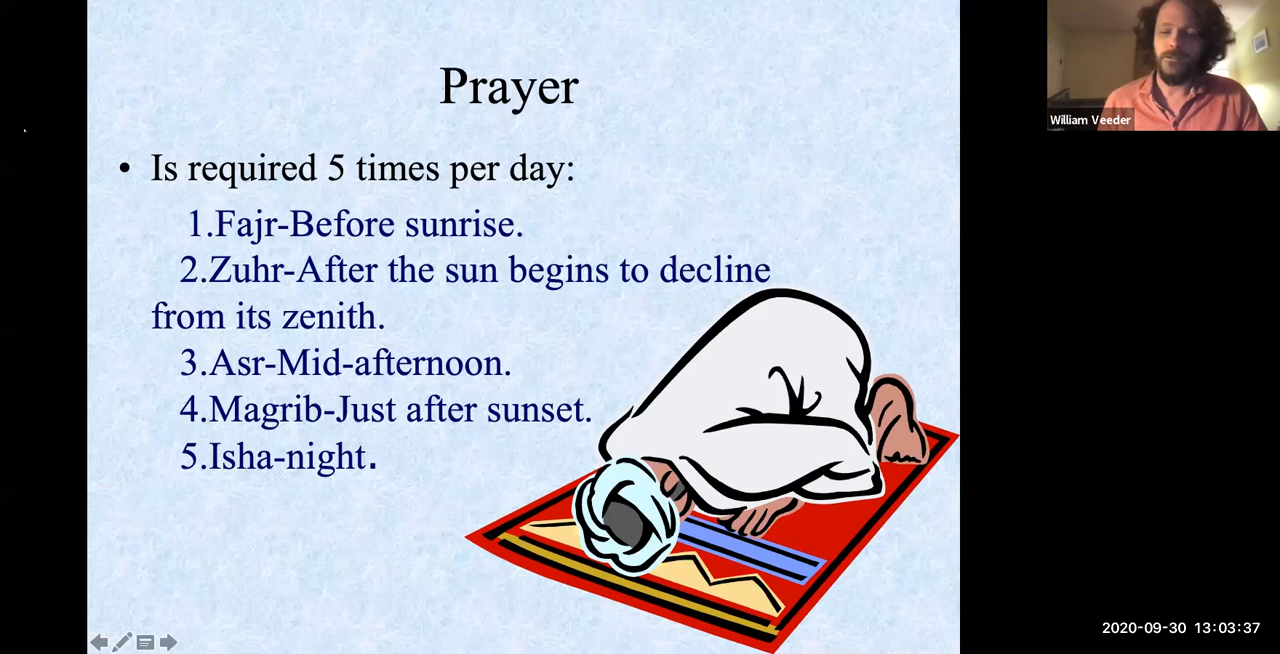 Prayer
• Is required 5 times per day:
1.Fajr-Before sunrise.
2.Zuhr-After the sun begins to decline
from its zenith.
3.Asr-Mid-afternoon.
4.Magrib-Just after sunset.
5.Isha-night.
William Veeder
2020-09-30 13:03:37